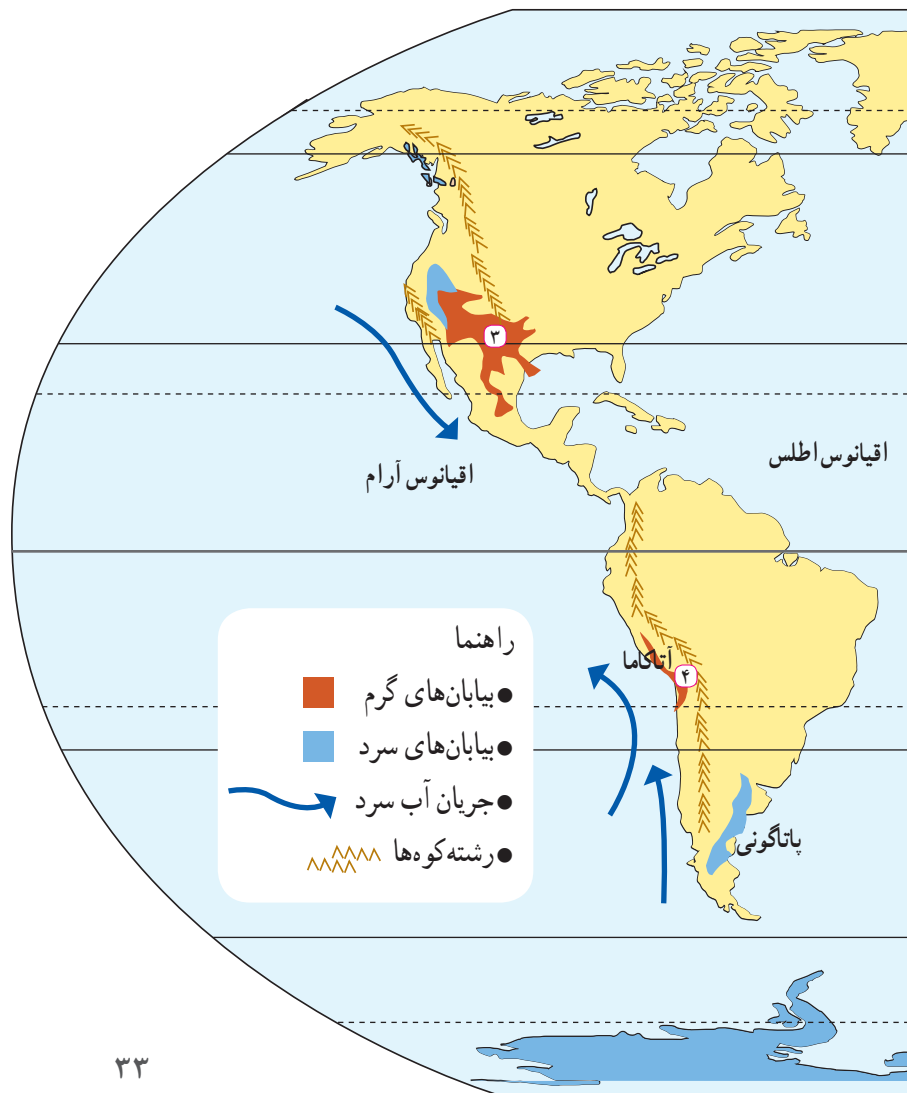 ۳
اقیانوس اطلس
اقیانوس آرام
آتاکاما
۴
پاتاگونی
راهنما
● بیابان‌های گرم
● بیابان‌های سرد
● جریان آب سرد
● رشته‌کوه‌ها
۳۳